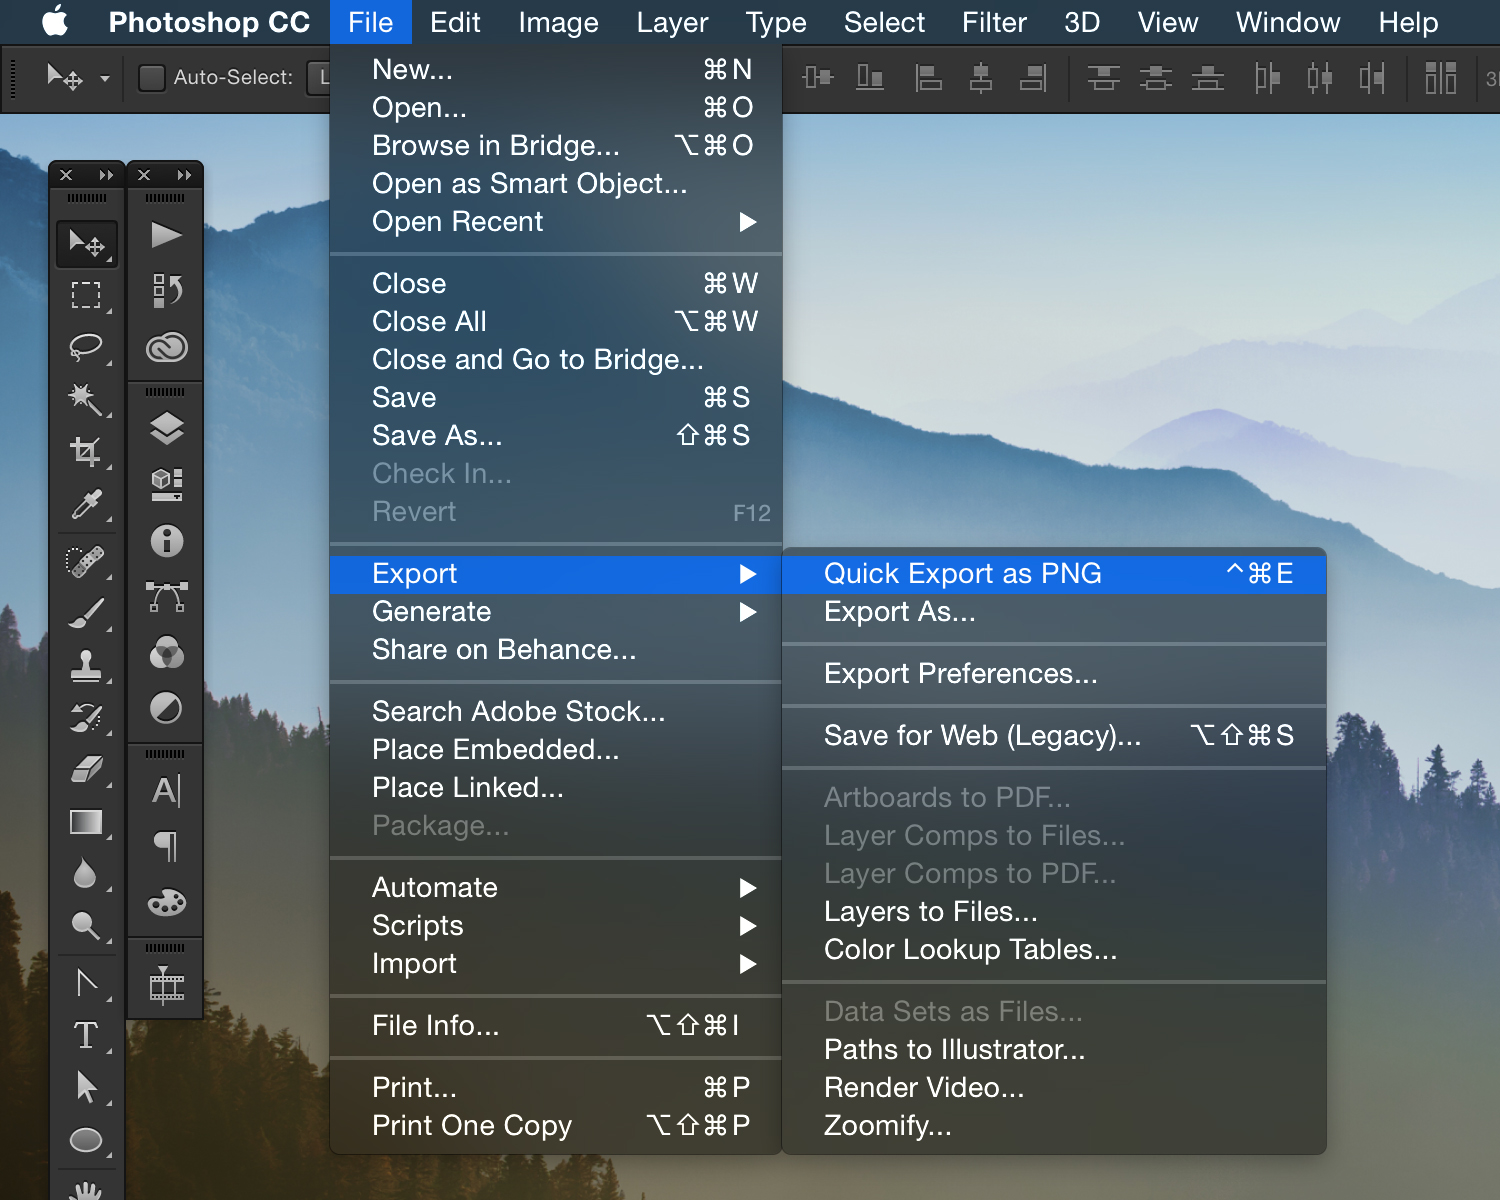 Photoshop CC File Edit Image Layer Type Select Filter 3D View Window Help
Auto-Select:
New... ⌘N
Open... ⌘O
Browse in Bridge... ⌥⌘O
Open as Smart Object...
Open Recent ▶
Close ⌘W
Close All ⌥⌘W
Close and Go to Bridge...
Save ⌘S
Save As... ⇧⌘S
Check In...
Revert F12
Export ▶
Generate ▶
Share on Behance...
Search Adobe Stock...
Place Embedded...
Place Linked...
Package...
Automate ▶
Scripts ▶
Import ▶
File Info... ⌥⇧⌘I
Print... ⌘P
Print One Copy ⌥⇧⌘P
Quick Export as PNG ^⌘E
Export As...
Export Preferences...
Save for Web (Legacy)... ⌥⇧⌘S
Artboards to PDF...
Layer Comps to Files...
Layer Comps to PDF...
Layers to Files...
Color Lookup Tables...
Data Sets as Files...
Paths to Illustrator...
Render Video...
Zoomify...